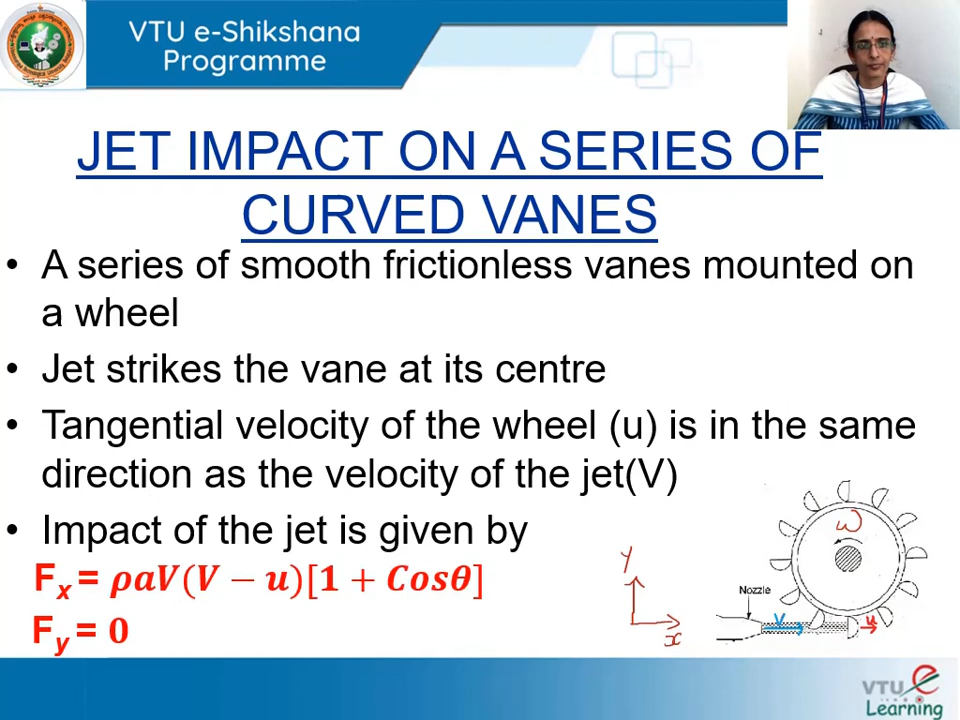 VTU e-Shikshana
Programme
JET IMPACT ON A SERIES OF
CURVED VANES
• A series of smooth frictionless vanes mounted on
a wheel
• Jet strikes the vane at its centre
• Tangential velocity of the wheel (u) is in the same
direction as the velocity of the jet(V)
• Impact of the jet is given by
Fx = ρaV(V − u)[1 + Cosθ]
Fy = 0
ω
y
Nozzle
V
u
x
VTU e
Learning